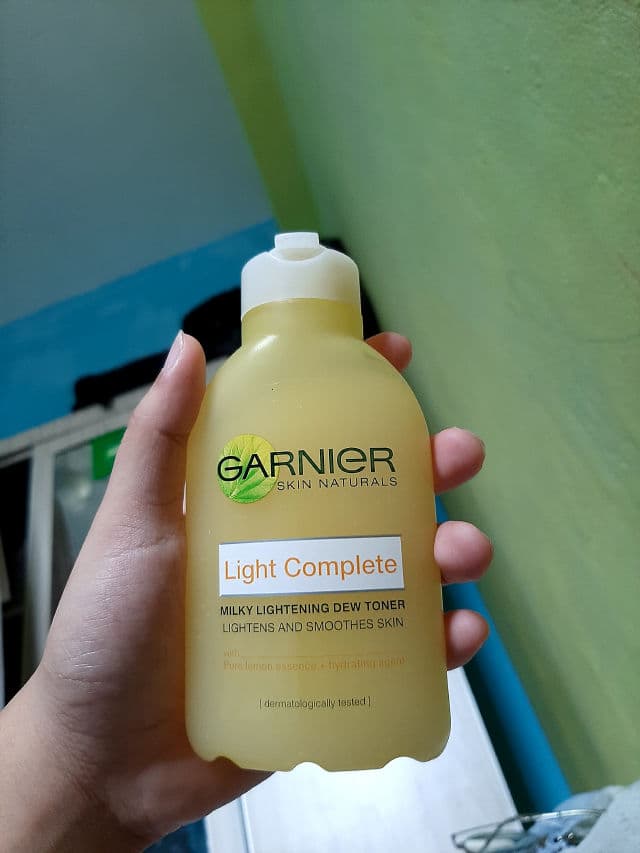 GARNIER
SKIN NATURALS
Light Complete
MILKY LIGHTENING DEW TONER
LIGHTENS AND SMOOTHES SKIN
with
Pure lemon essence + hydrating agent
[ dermatologically tested ]